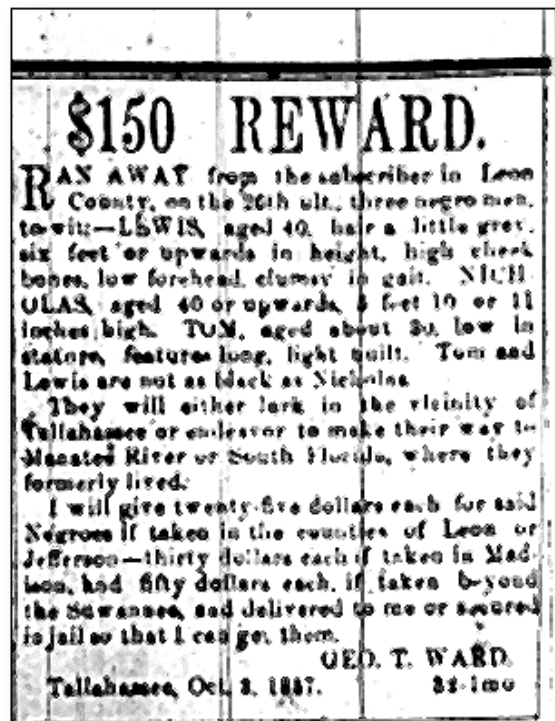 $150 REWARD.
RAN AWAY from the subscriber in Leon
County, on the 26th ult., three negro men,
to wit:—LEWIS, aged 40, hair a little grey,
six feet or upwards in height, high cheek
bones, low forehead, clumsy in gait. NICH-
OLAS, aged 40 or upwards, 5 feet 10 or 11
inches high. TOM, aged about 30, low in
stature, features long, light built. Tom and
Lewis are not as black as Nicholas.
They will either lurk in the vicinity of
Tallahassee or endeavor to make their way to
Manatee River or South Florida, where they
formerly lived.
I will give twenty-five dollars each for said
Negroes if taken in the counties of Leon or
Jefferson—thirty dollars each if taken in Mad-
ison, and fifty dollars each, if taken beyond
the Suwannee, and delivered to me or secured
in jail so that I can get them.
GEO. T. WARD.
Tallahassee, Oct. 1mo